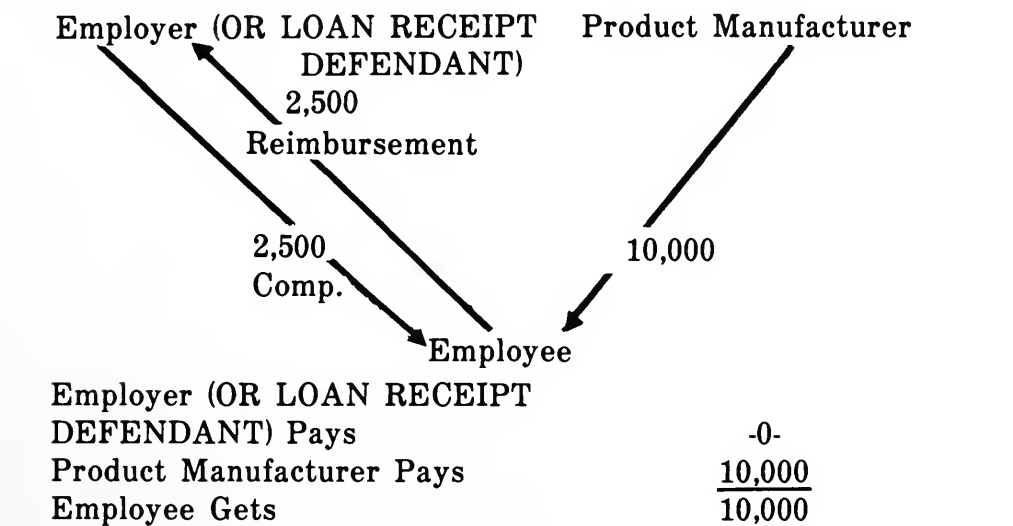 Employer (OR LOAN RECEIPT DEFENDANT)
Product Manufacturer
2,500
Reimbursement
2,500
Comp.
10,000
Employee
Employer (OR LOAN RECEIPT
DEFENDANT) Pays -0-
Product Manufacturer Pays 10,000
Employee Gets 10,000